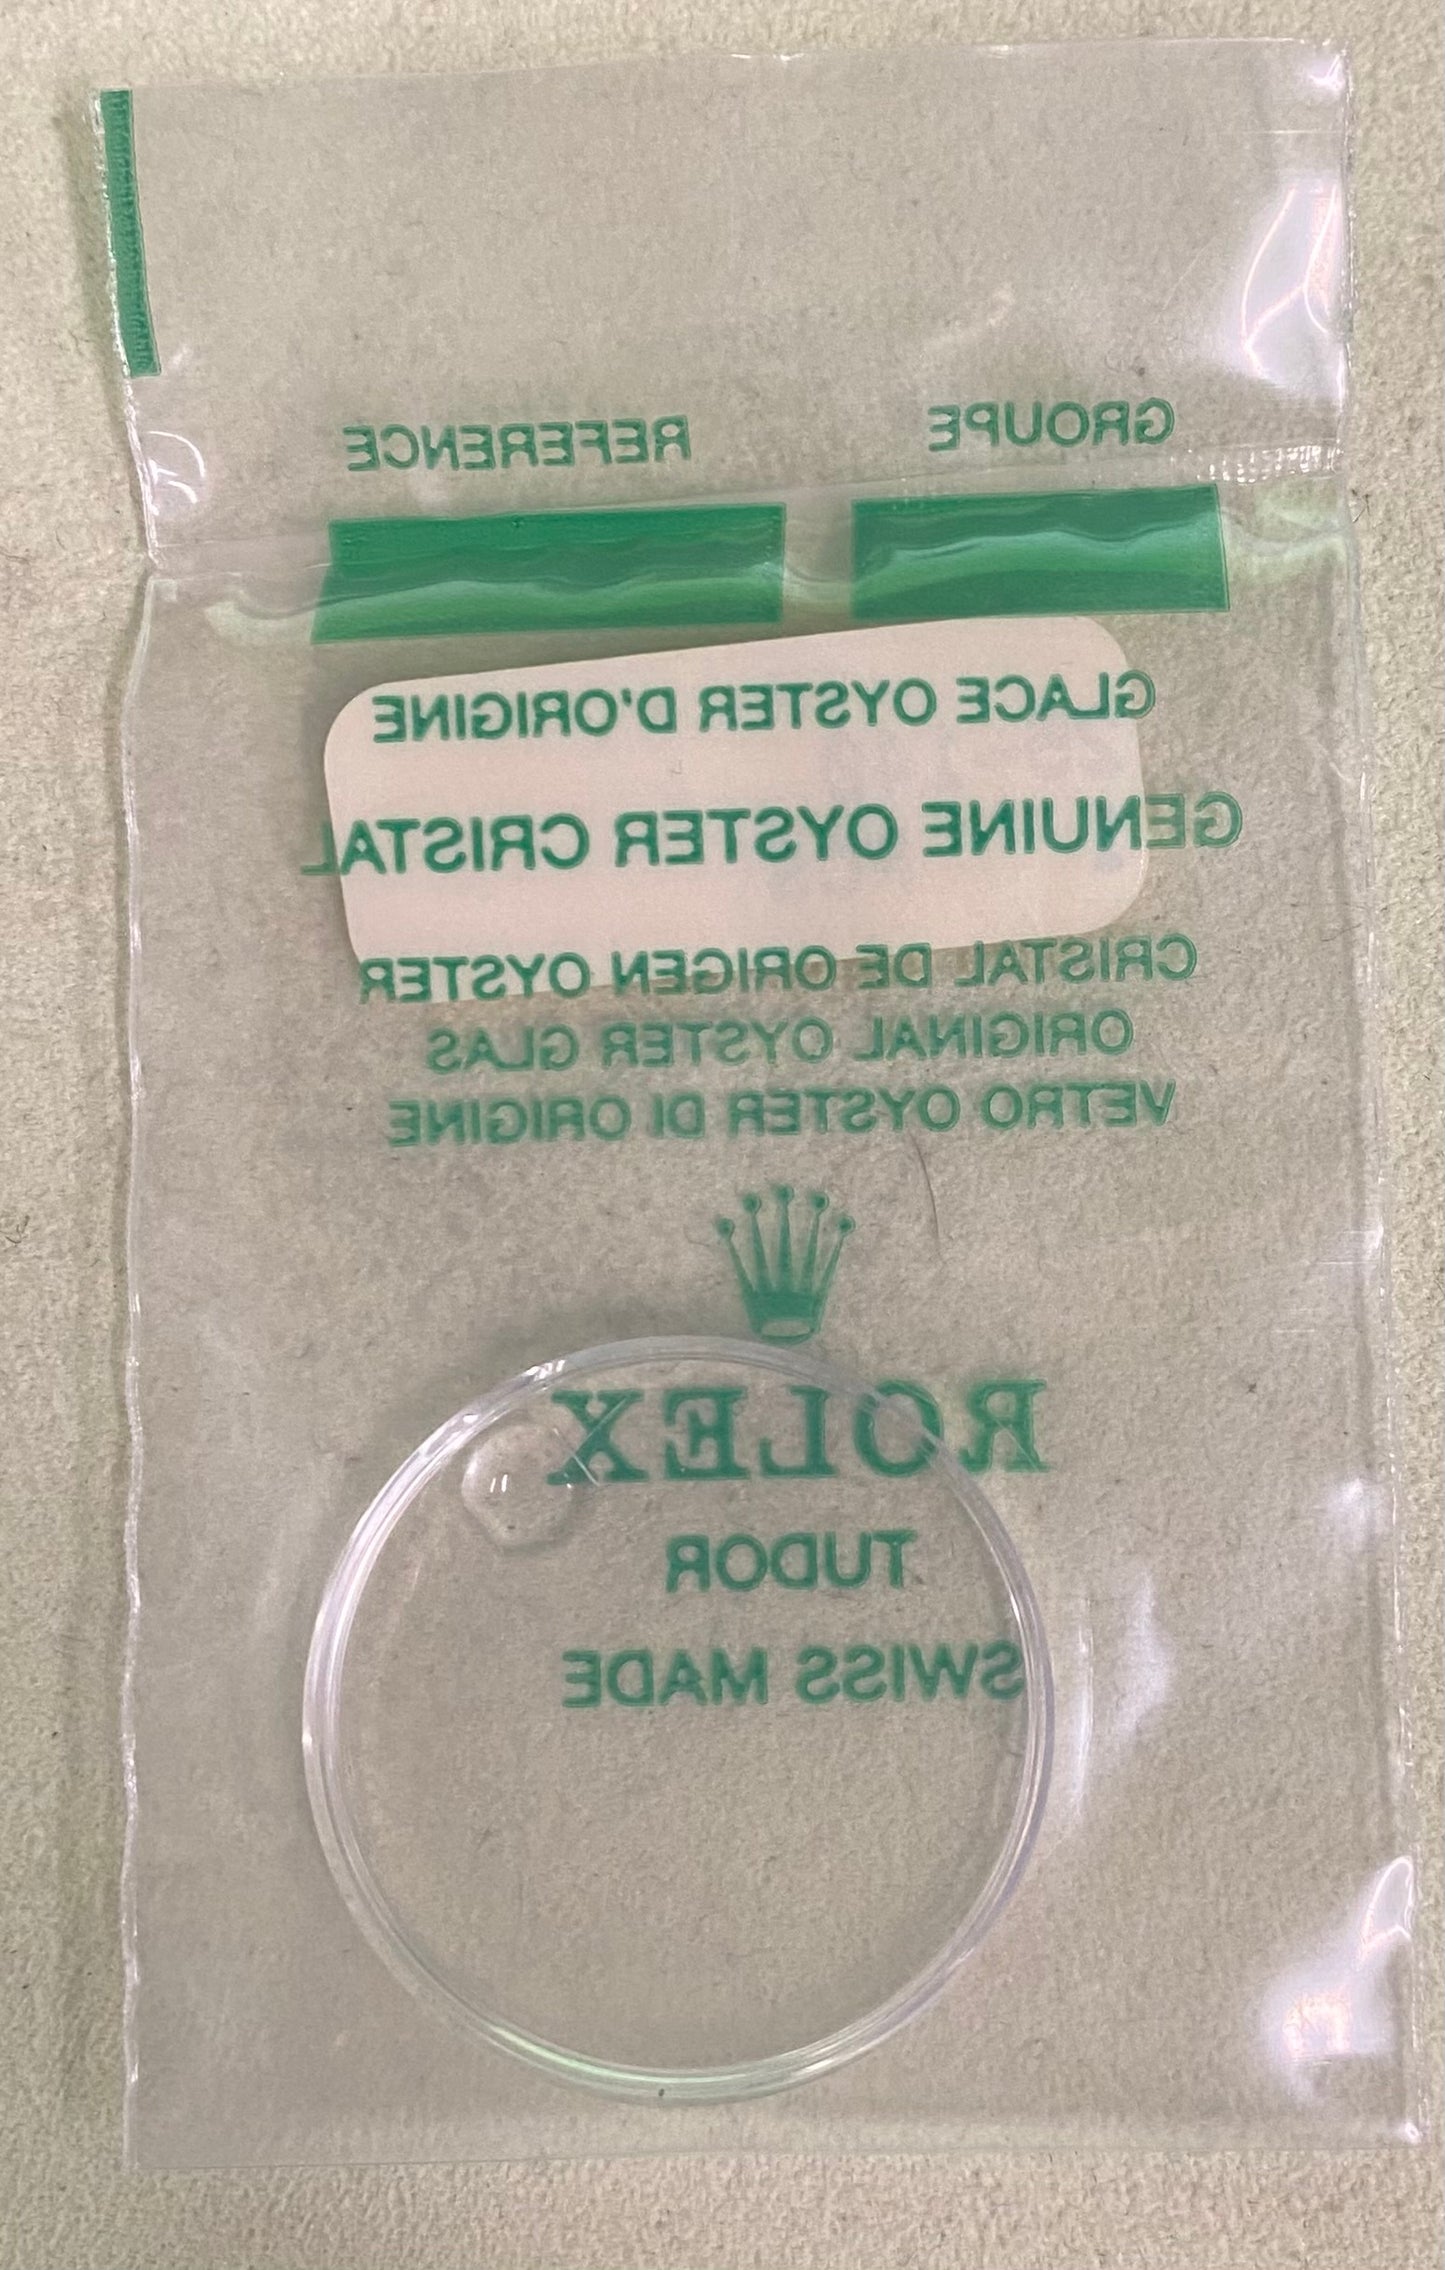 GROUPE REFERENCE
GLACE OYSTER D'ORIGINE
GENUINE OYSTER CRISTAL
CRISTAL DE ORIGEN OYSTER
ORIGINAL OYSTER GLAS
VETRO OYSTER DI ORIGINE
ROLEX
TUDOR
SWISS MADE